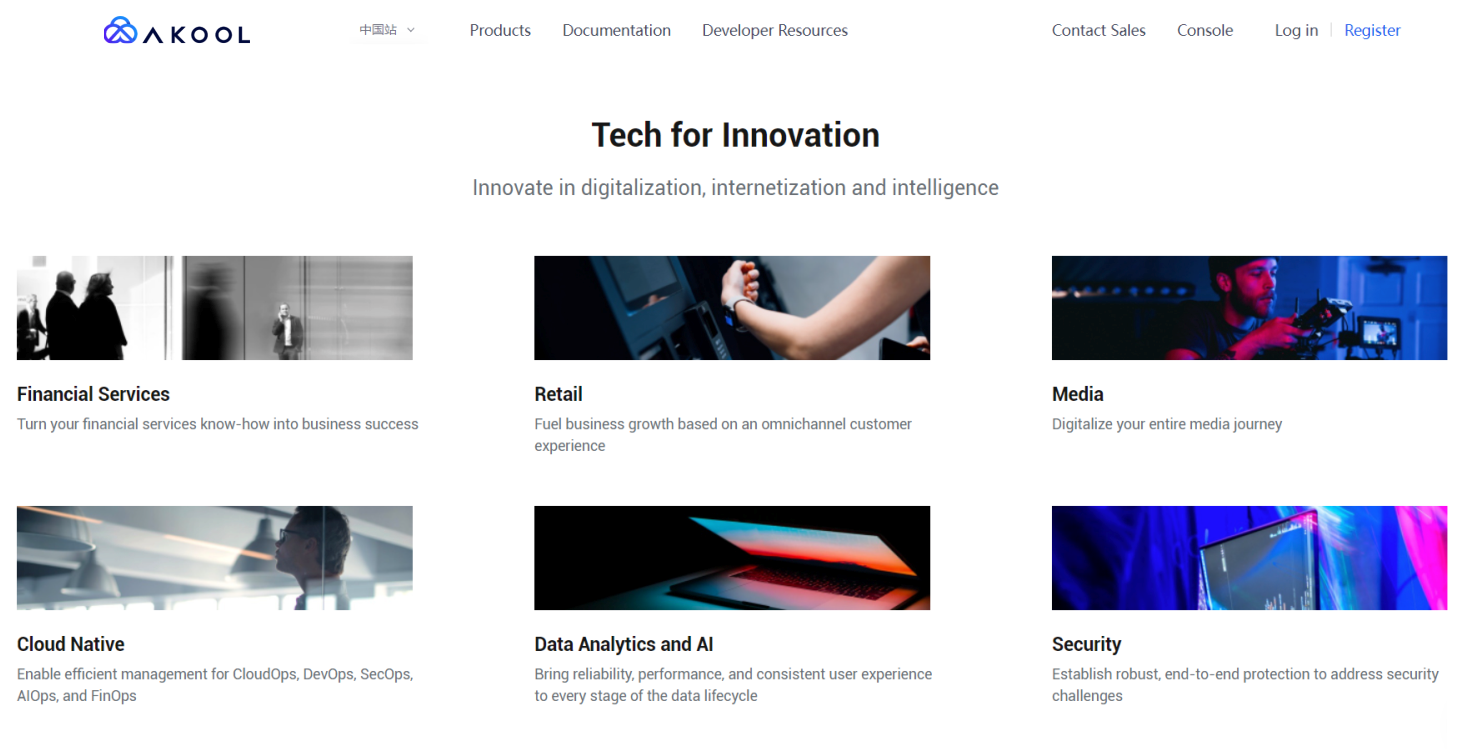 AKOOL
中国站
Products
Documentation
Developer Resources
Contact Sales
Console
Log in
Register
Tech for Innovation
Innovate in digitalization, internetization and intelligence
Financial Services
Turn your financial services know-how into business success
Retail
Fuel business growth based on an omnichannel customer
experience
Media
Digitalize your entire media journey
Cloud Native
Enable efficient management for CloudOps, DevOps, SecOps,
AIOps, and FinOps
Data Analytics and AI
Bring reliability, performance, and consistent user experience
to every stage of the data lifecycle
Security
Establish robust, end-to-end protection to address security
challenges